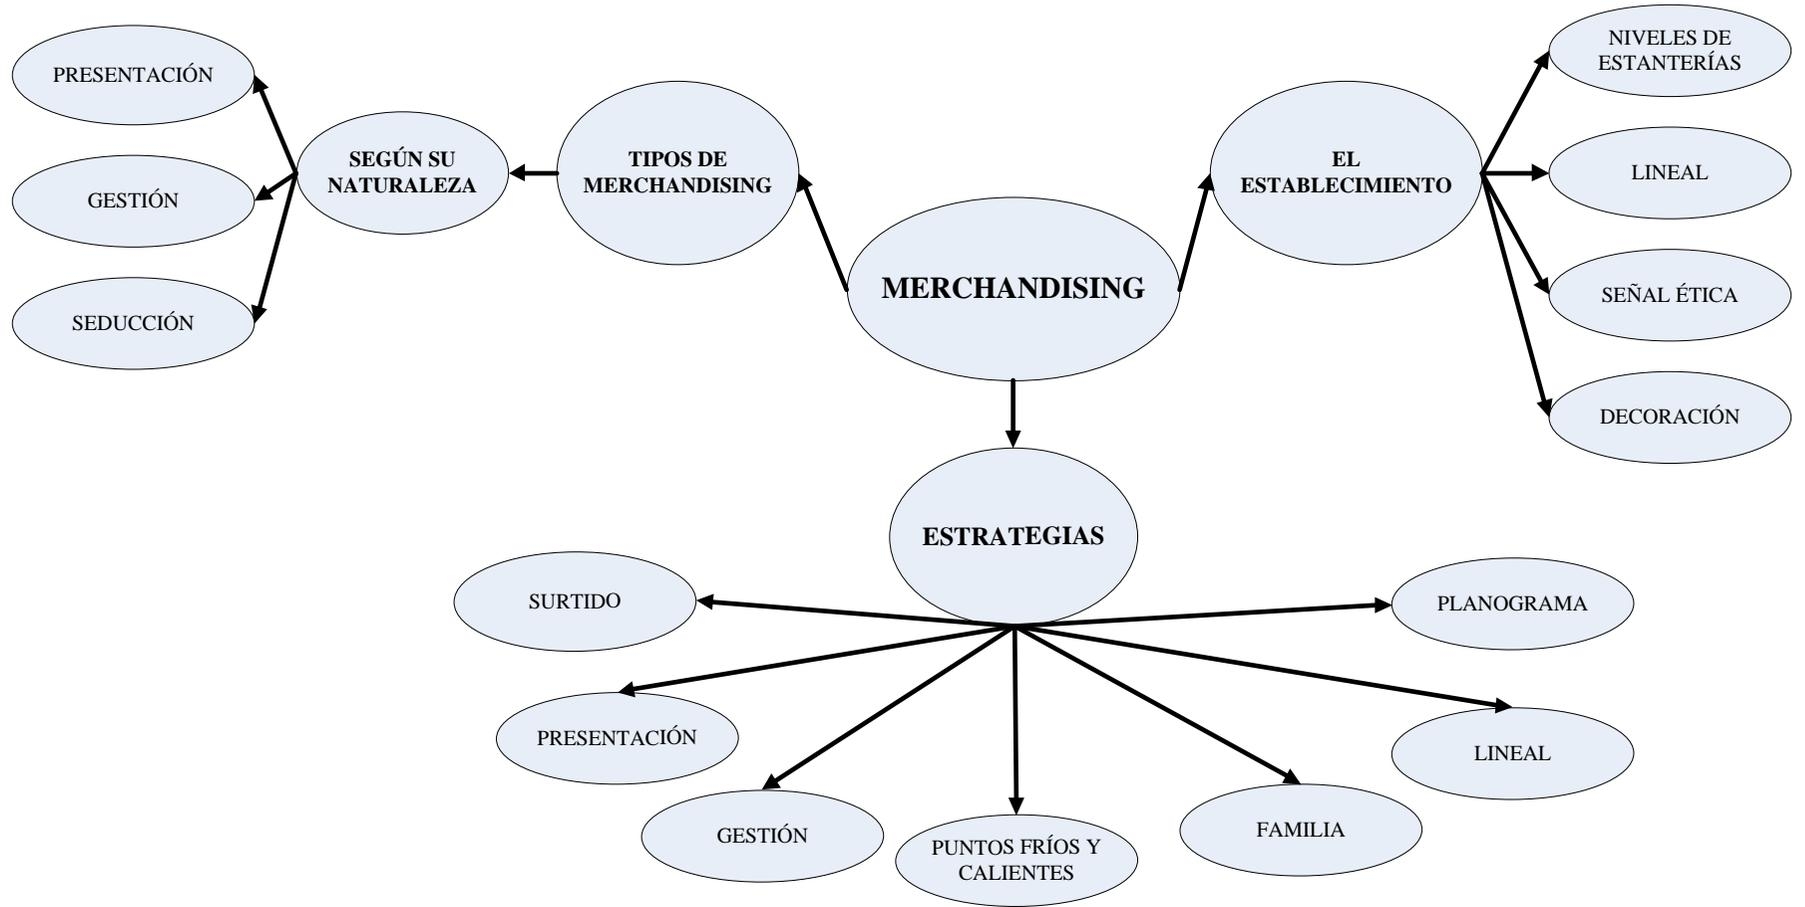 PRESENTACIÓN
GESTIÓN
SEDUCCIÓN
SEGÚN SU
NATURALEZA
TIPOS DE
MERCHANDISING
MERCHANDISING
EL
ESTABLECIMIENTO
NIVELES DE
ESTANTERÍAS
LINEAL
SEÑAL ÉTICA
DECORACIÓN
ESTRATEGIAS
SURTIDO
PRESENTACIÓN
GESTIÓN
PUNTOS FRÍOS Y
CALIENTES
FAMILIA
LINEAL
PLANOGRAMA